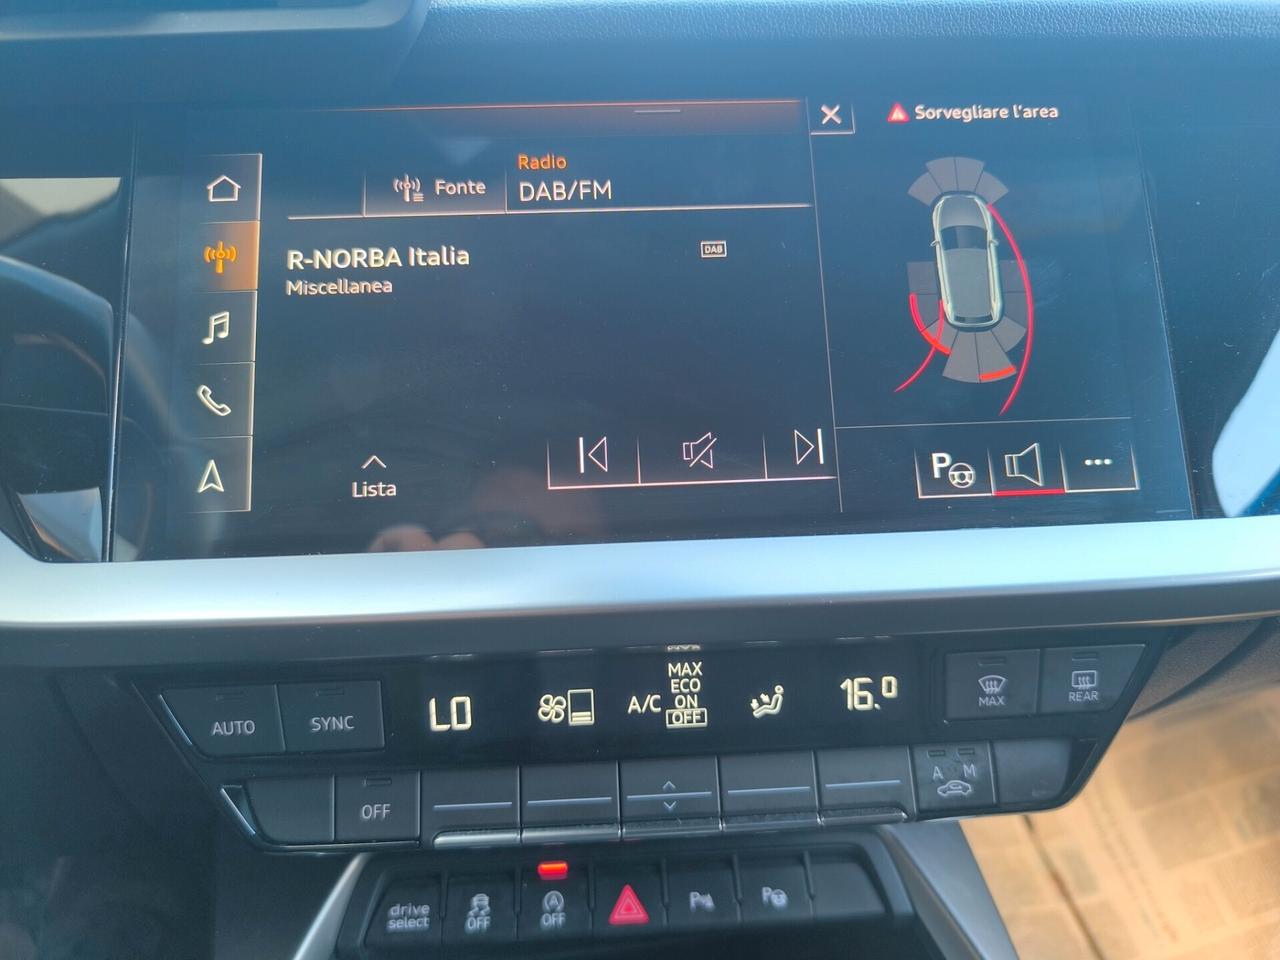 Sorvegliare l'area
Radio
Fonte
DAB/FM
R-NORBA Italia
DAB
Miscellanea
Lista
P
AUTO
SYNC
LO
A/C
MAX
ECO
ON
OFF
16.0
MAX
REAR
OFF
A M
drive
select
OFF
A
OFF
P
P